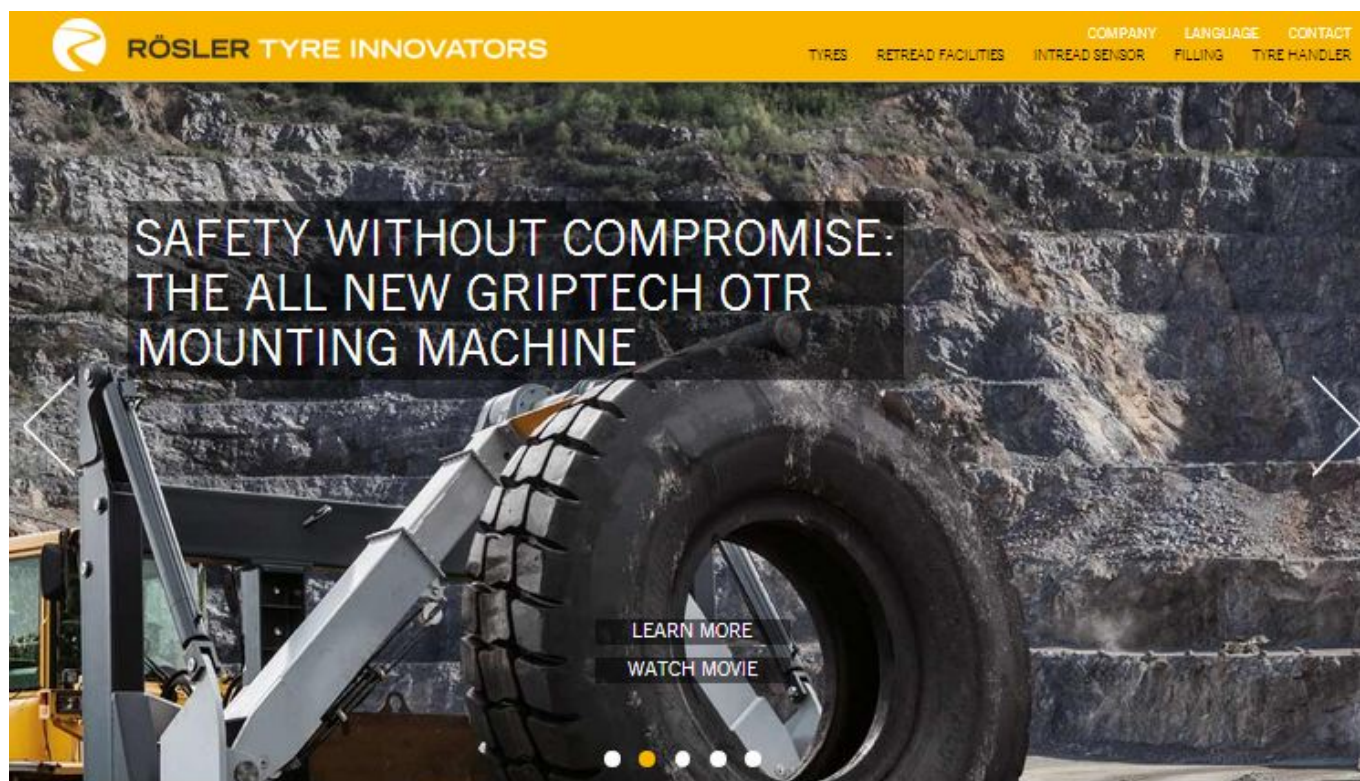 RÖSLER TYRE INNOVATORS
COMPANY LANGUAGE CONTACT
TYRES RETREAD FACILITIES INTREAD SENSOR FILLING TYRE HANDLER
SAFETY WITHOUT COMPROMISE:
THE ALL NEW GRIPTECH OTR
MOUNTING MACHINE
LEARN MORE
WATCH MOVIE